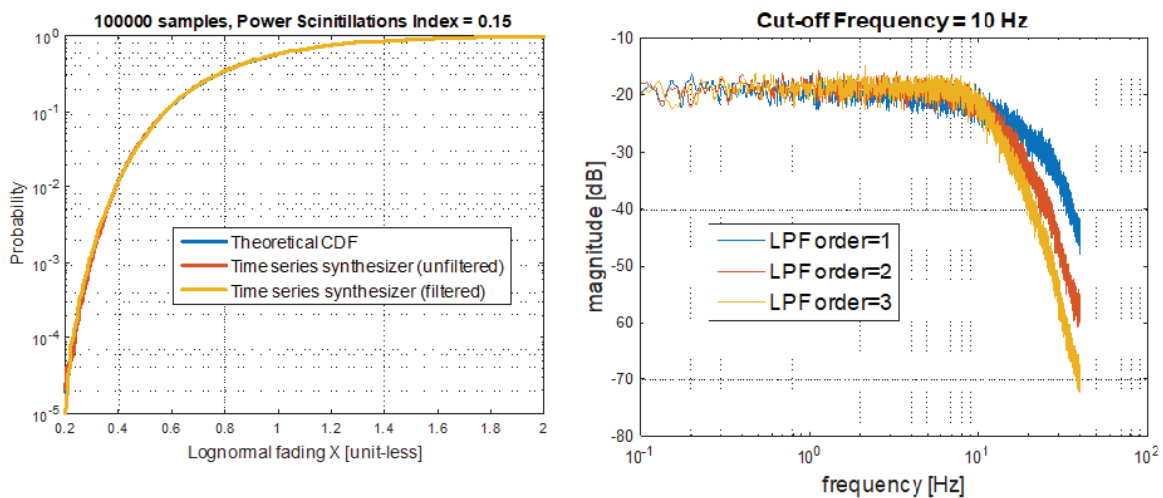 100000 samples, Power Scinitillations Index = 0.15
10^0
10^-1
10^-2
10^-3
10^-4
10^-5
Probability
Theoretical CDF
Time series synthesizer (unfiltered)
Time series synthesizer (filtered)
0.2 0.4 0.6 0.8 1 1.2 1.4 1.6 1.8 2
Lognormal fading X [unit-less]
Cut-off Frequency = 10 Hz
-10
-20
-30
-40
-50
-60
-70
-80
magnitude [dB]
LPF order=1
LPF order=2
LPF order=3
10^-1 10^0 10^1 10^2
frequency [Hz]